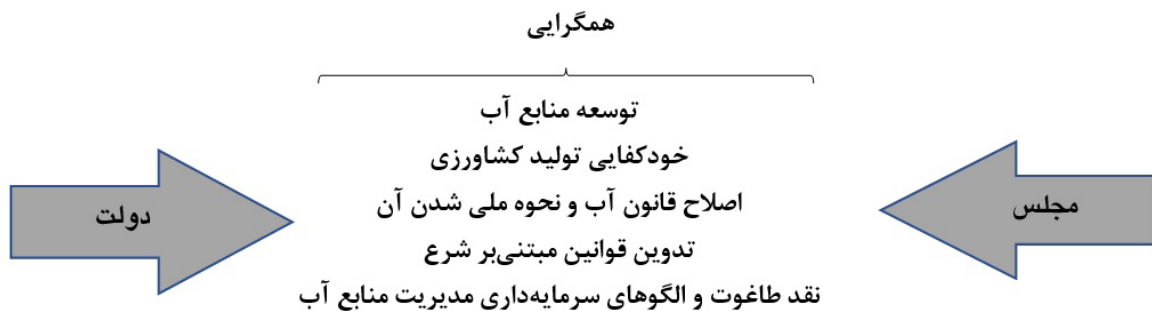 همگرایی
توسعه منابع آب
خودکفایی تولید کشاورزی
اصلاح قانون آب و نحوه ملی شدن آن
تدوین قوانین مبتنی‌بر شرع
نقد طاغوت و الگوهای سرمایه‌داری مدیریت منابع آب
مجلس
دولت